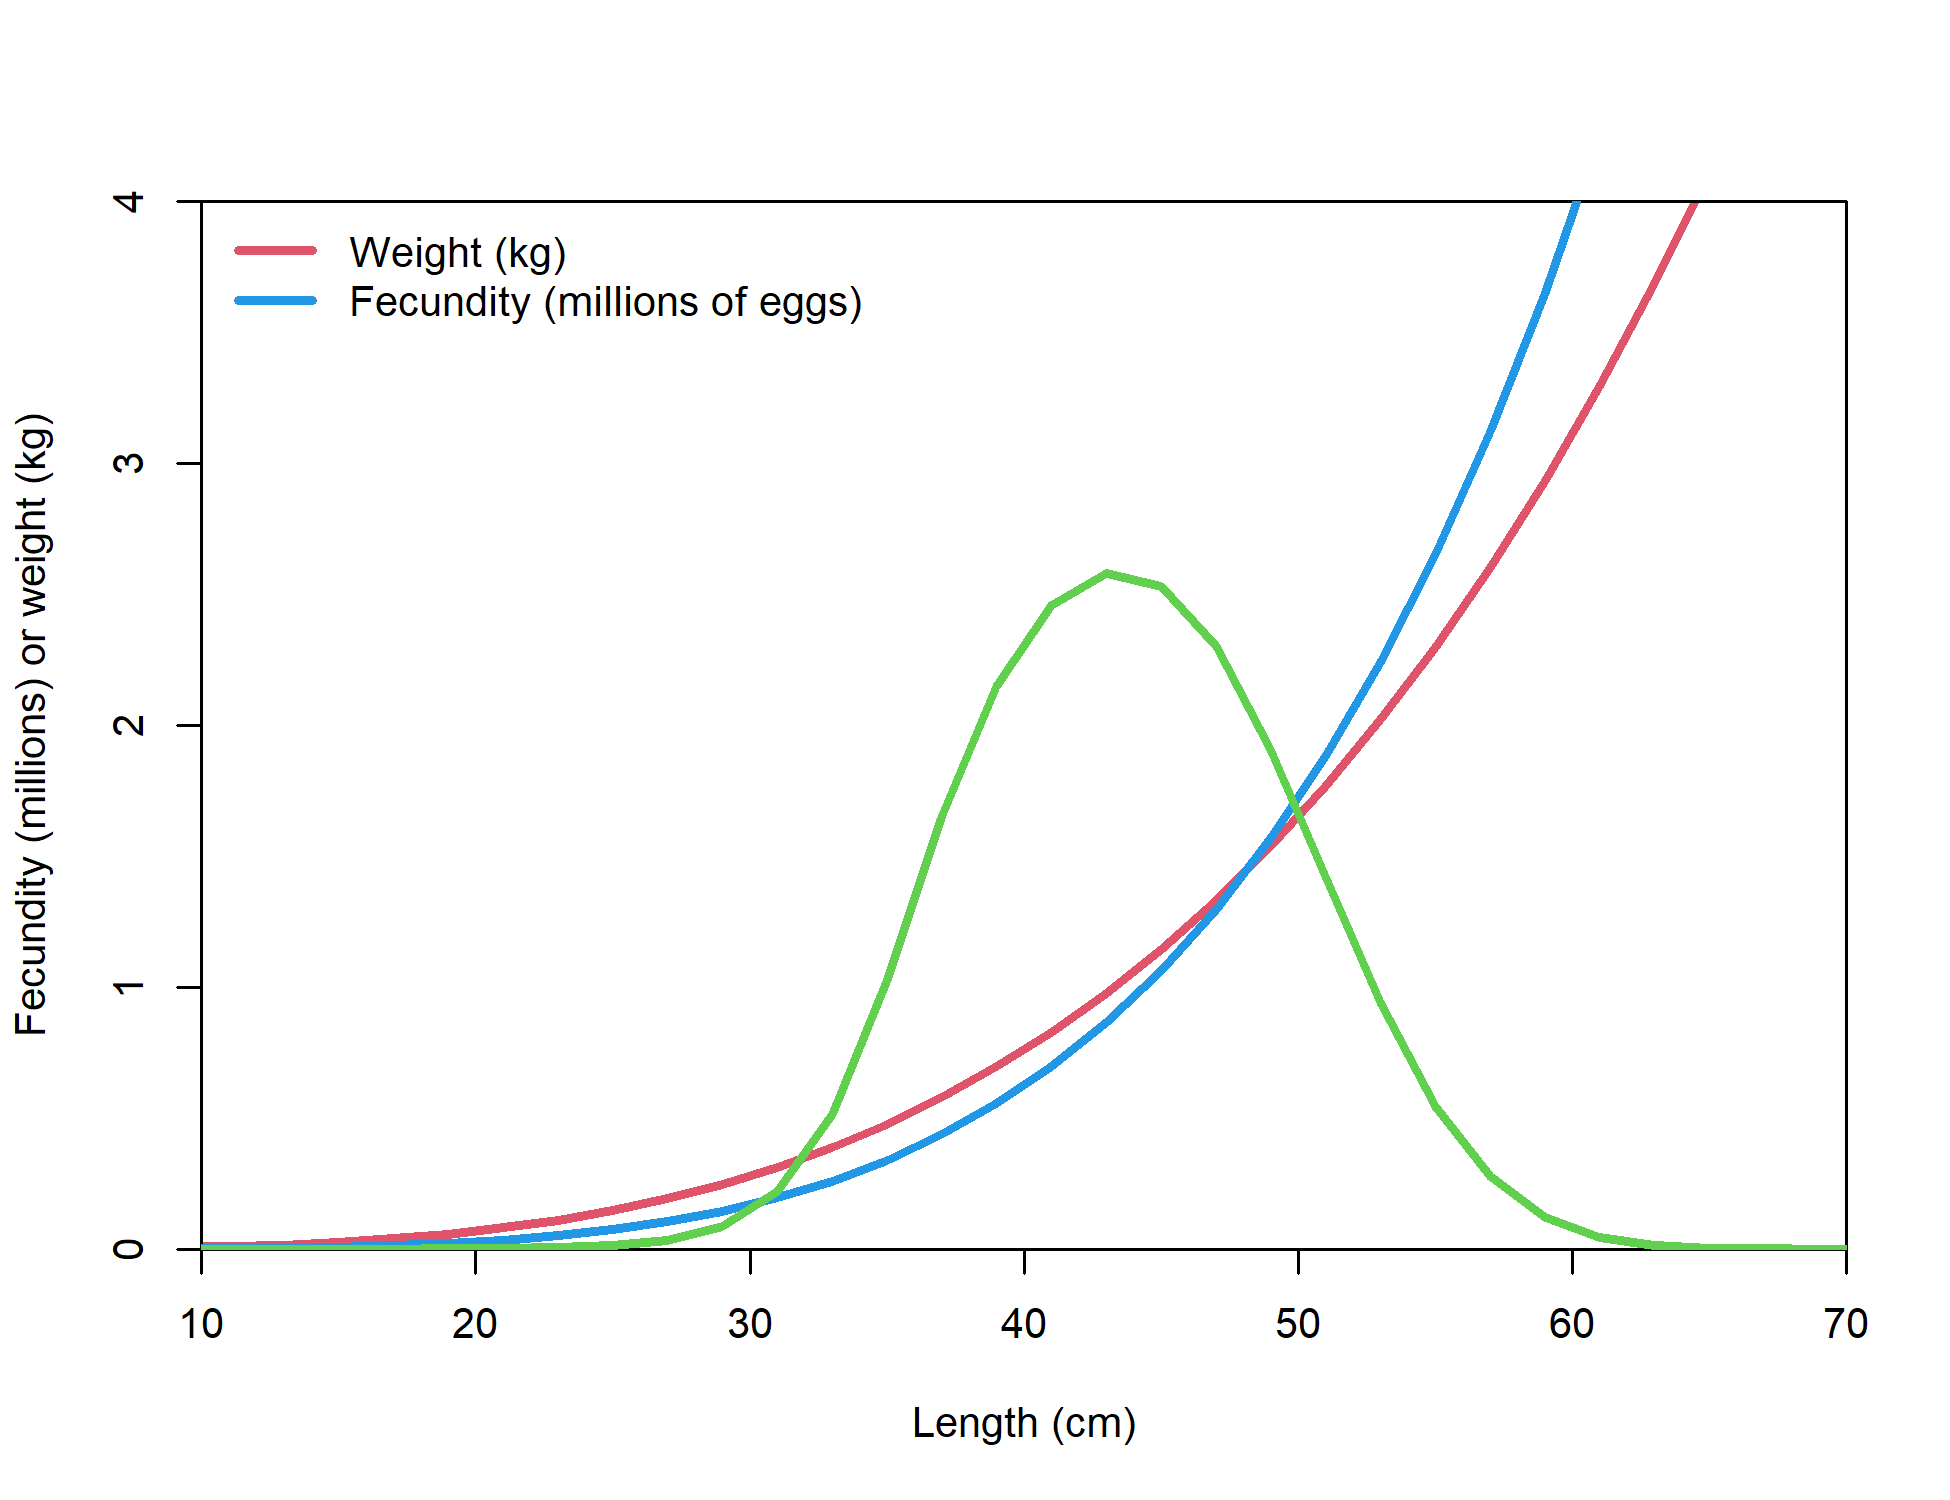 4
Weight (kg)
Fecundity (millions of eggs)
3
2
1
0
Fecundity (millions) or weight (kg)
10 20 30 40 50 60 70
Length (cm)